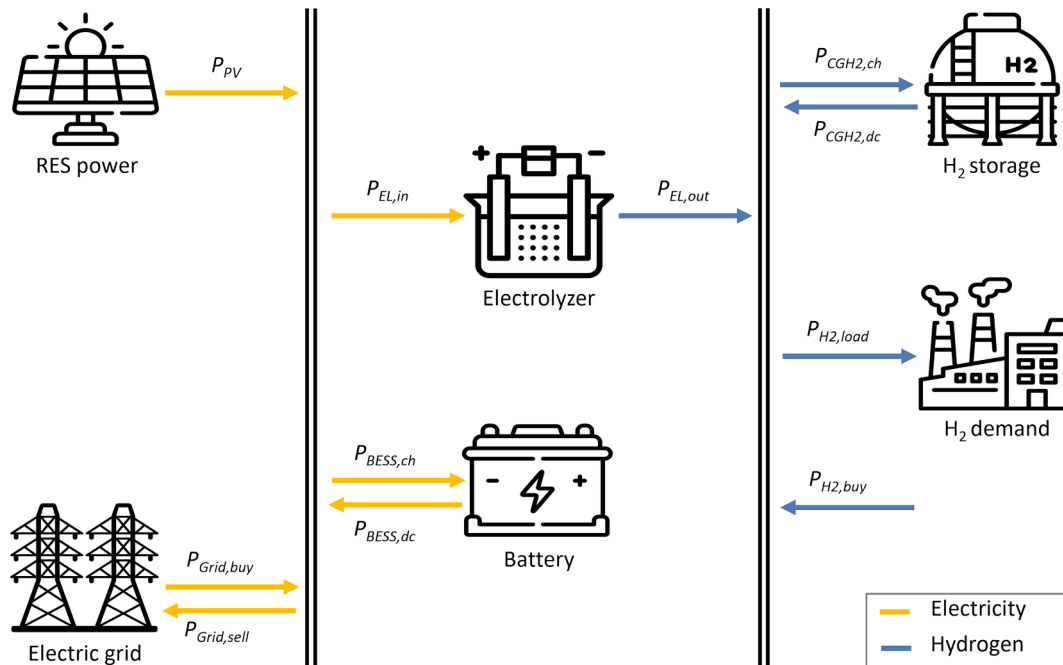 P_PV
RES power
P_EL,in
+
−
Electrolyzer
P_EL,out
P_CGH2,ch
H2
P_CGH2,dc
H₂ storage
P_H2,load
H₂ demand
P_H2,buy
P_BESS,ch
−
+
P_BESS,dc
Battery
P_Grid,buy
P_Grid,sell
Electric grid
Electricity
Hydrogen